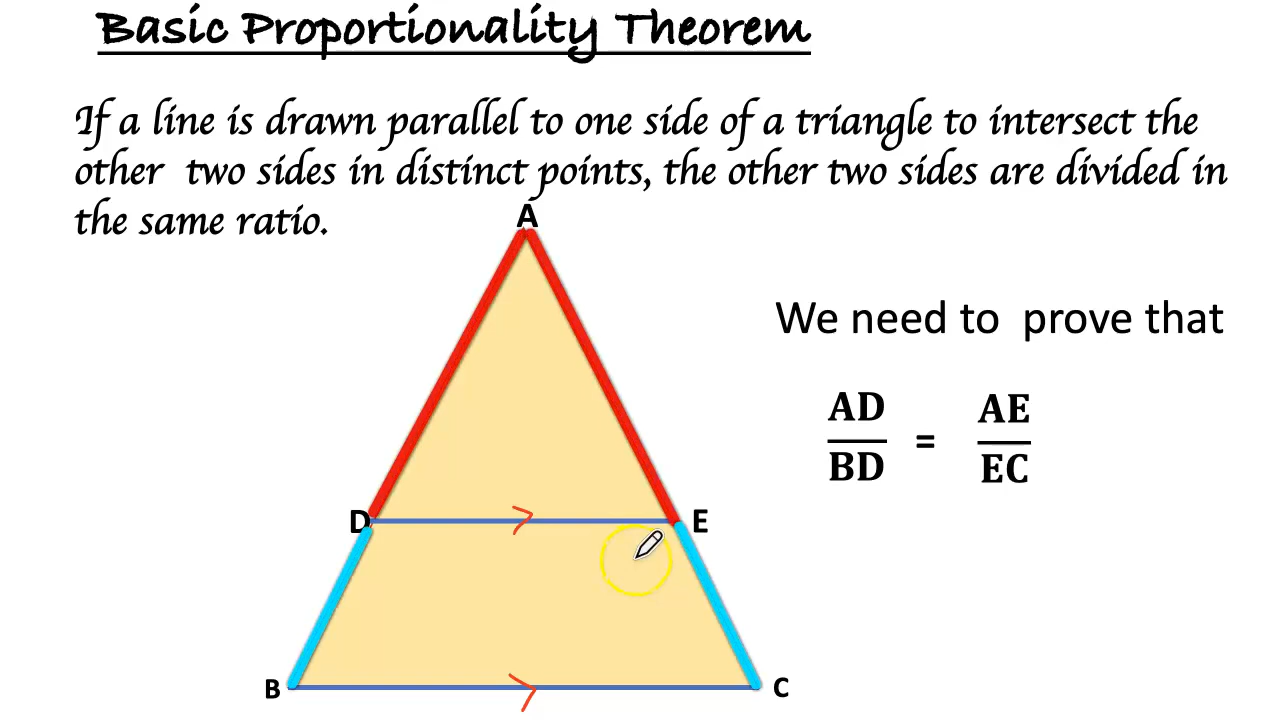 Basic Proportionality Theorem
If a line is drawn parallel to one side of a triangle to intersect the
other two sides in distinct points, the other two sides are divided in
the same ratio.
A
We need to prove that
AD AE
= 
BD EC
D E
B C